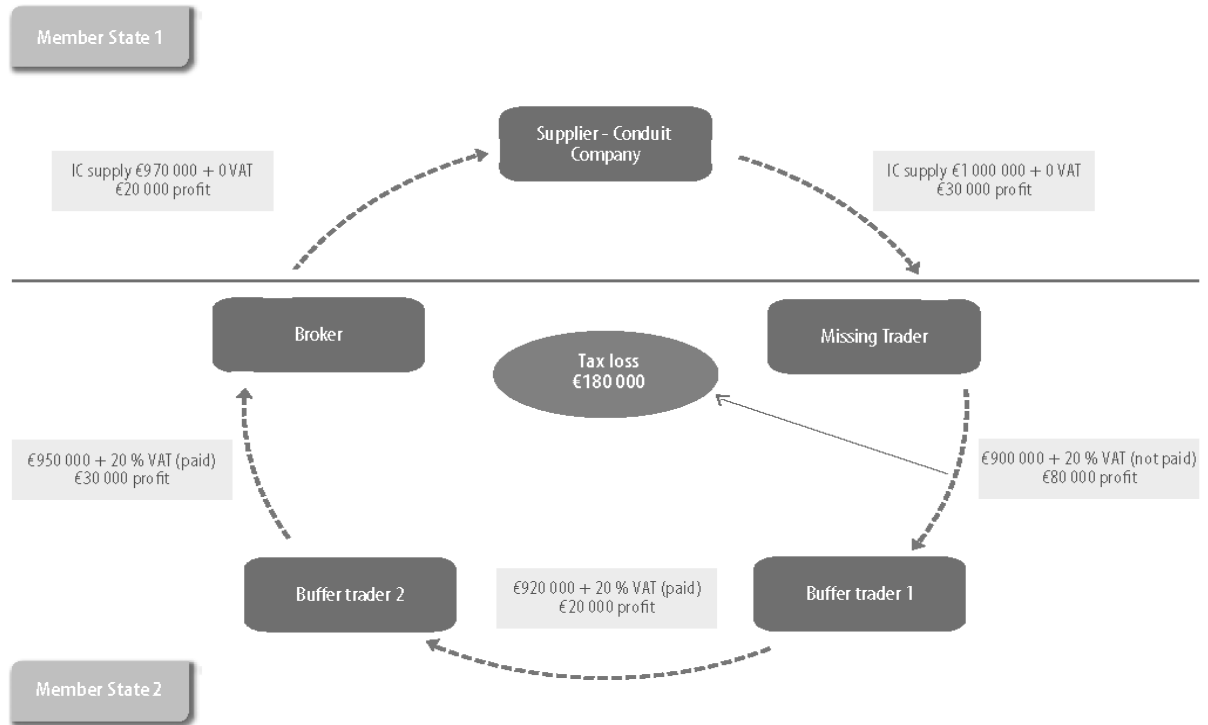 Member State 1
Supplier - Conduit
Company
IC supply €970 000 + 0 VAT
€20 000 profit
IC supply €1 000 000 + 0 VAT
€30 000 profit
Broker
Missing Trader
Tax loss
€180 000
€950 000 + 20 % VAT (paid)
€30 000 profit
€900 000 + 20 % VAT (not paid)
€80 000 profit
Buffer trader 2
€920 000 + 20 % VAT (paid)
€20 000 profit
Buffer trader 1
Member State 2